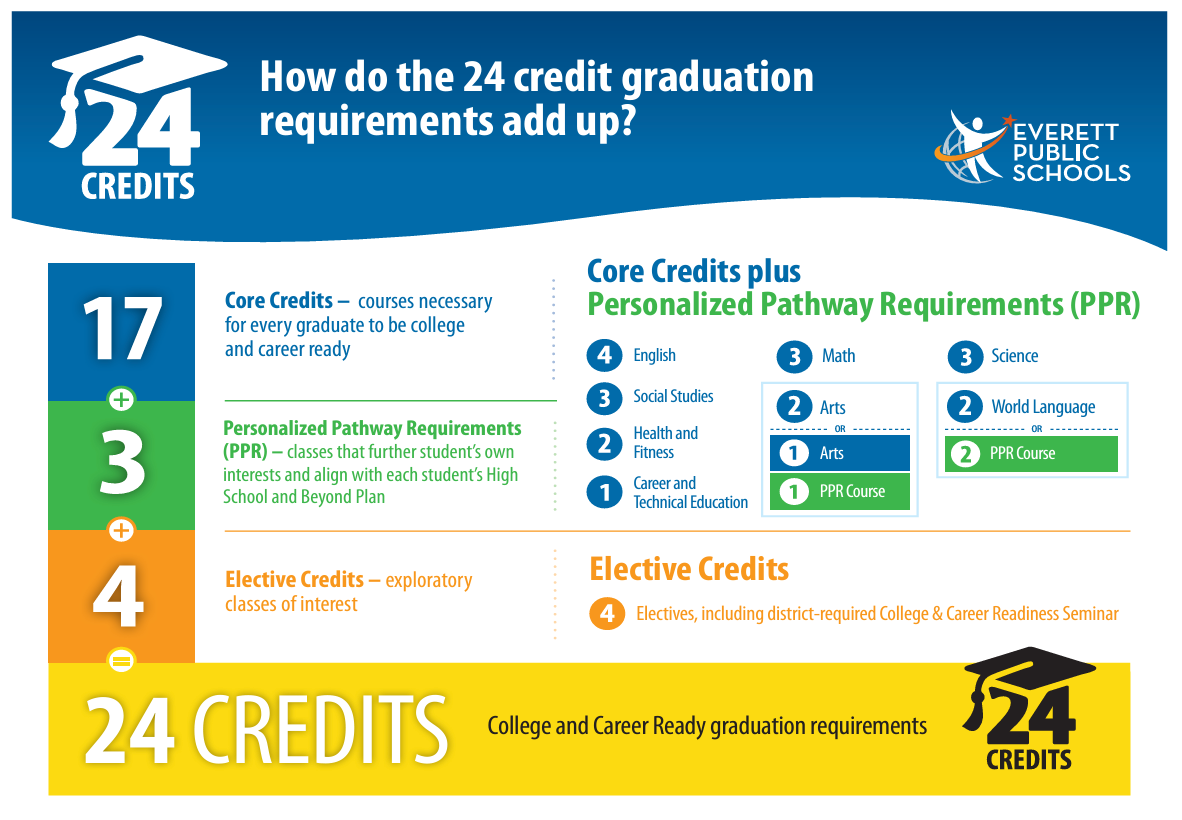 24
CREDITS
How do the 24 credit graduation
requirements add up?
EVERETT
PUBLIC
SCHOOLS
17
Core Credits – courses necessary
for every graduate to be college
and career ready
+
3
Personalized Pathway Requirements
(PPR) – classes that further student's own
interests and align with each student's High
School and Beyond Plan
+
4
Elective Credits – exploratory
classes of interest
=
Core Credits plus
Personalized Pathway Requirements (PPR)
4 English
3 Social Studies
2 Health and
Fitness
1 Career and
Technical Education
3 Math
2 Arts
OR
1 Arts
1 PPR Course
3 Science
2 World Language
OR
2 PPR Course
Elective Credits
4 Electives, including district-required College & Career Readiness Seminar
24 CREDITS
College and Career Ready graduation requirements
24
CREDITS